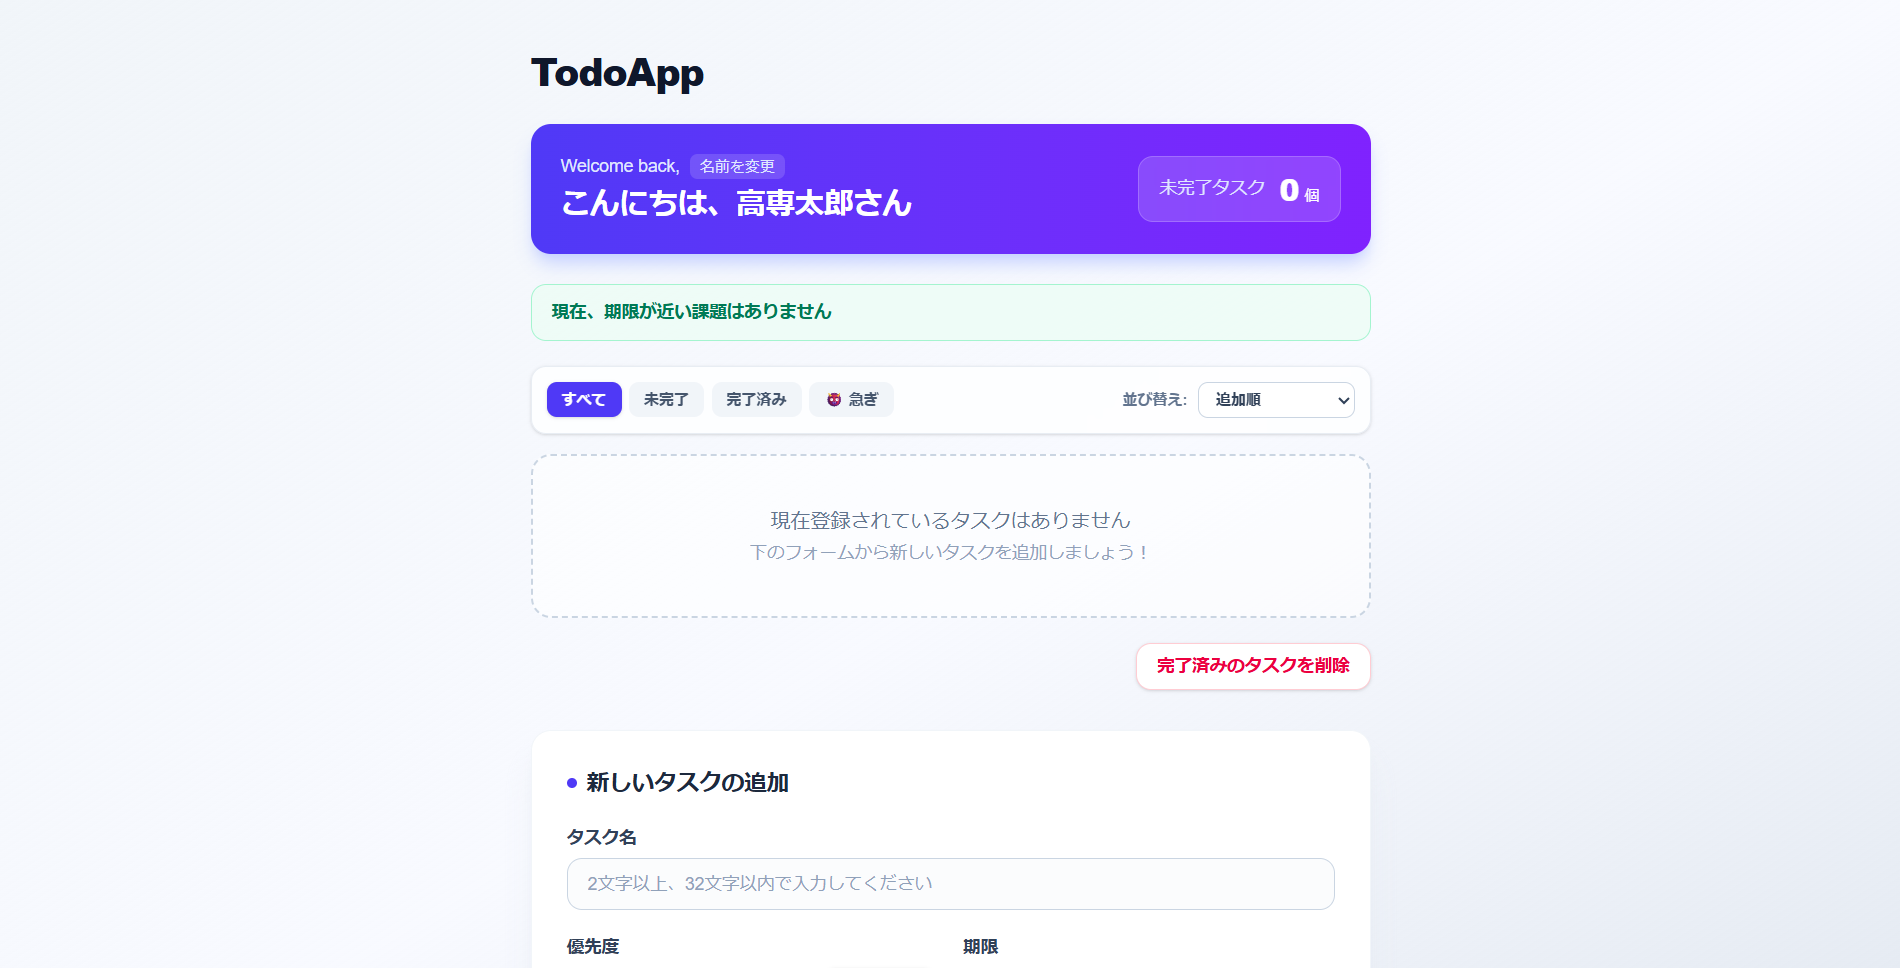 TodoApp
Welcome back, 名前を変更
こんにちは、高専太郎さん
未完了タスク 0 個
現在、期限が近い課題はありません
すべて 未完了 完了済み 急ぎ 並び替え: 追加順
現在登録されているタスクはありません
下のフォームから新しいタスクを追加しましょう！
完了済みのタスクを削除
新しいタスクの追加
タスク名
2文字以上、32文字以内で入力してください
優先度 期限